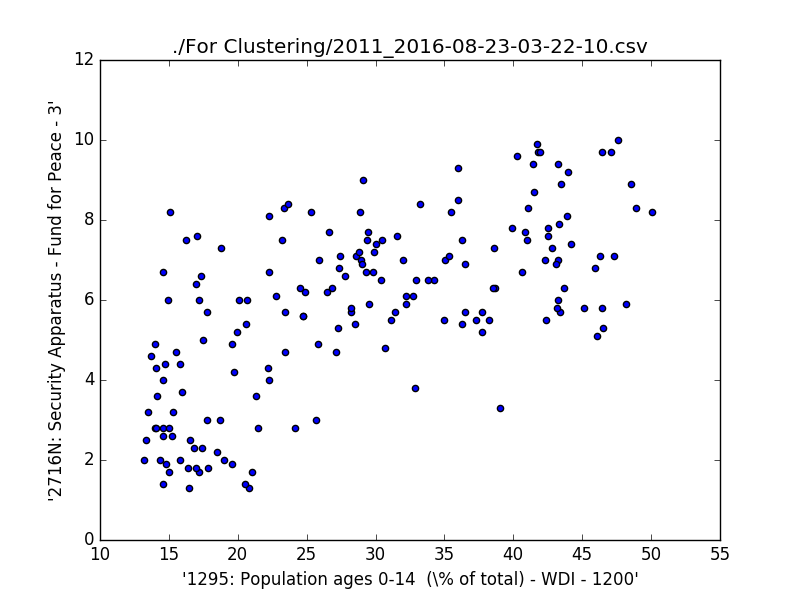 ./For Clustering/2011_2016-08-23-03-22-10.csv
'2716N: Security Apparatus - Fund for Peace - 3'
12
10
8
6
4
2
0
10 15 20 25 30 35 40 45 50 55
'1295: Population ages 0-14 (\% of total) - WDI - 1200'